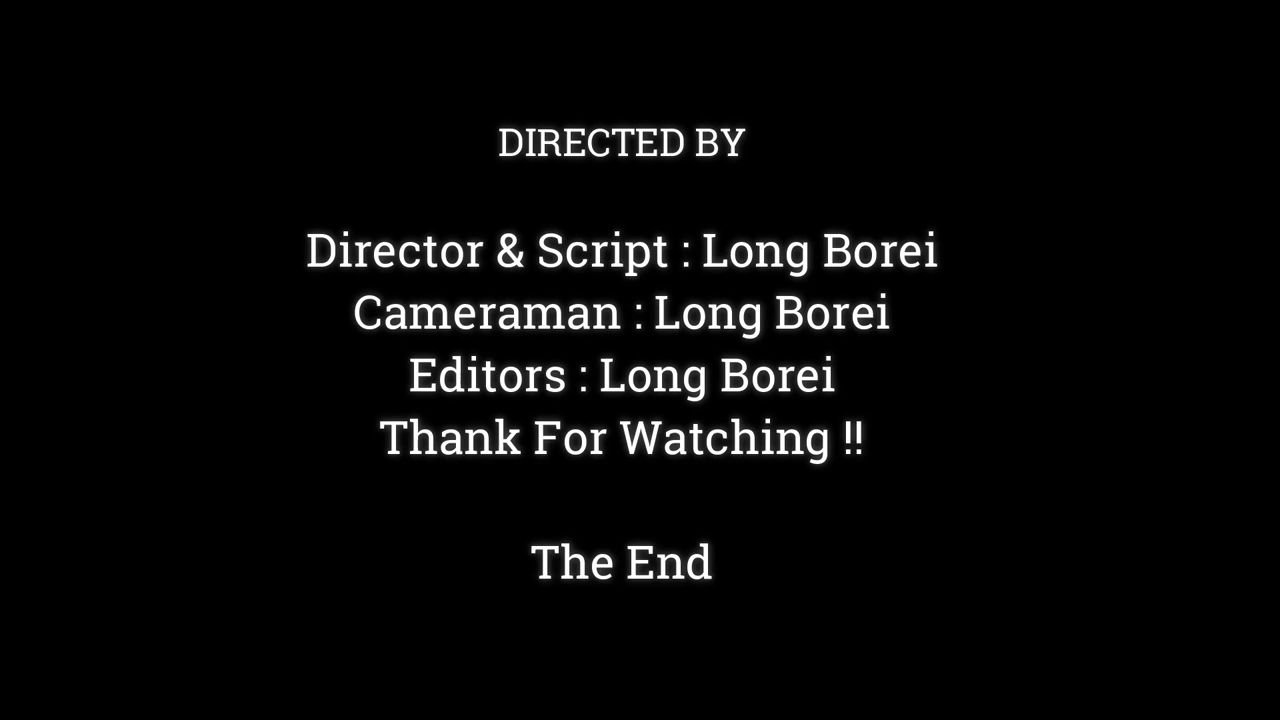 DIRECTED BY
Director & Script : Long Borei
Cameraman : Long Borei
Editors : Long Borei
Thank For Watching !!
The End